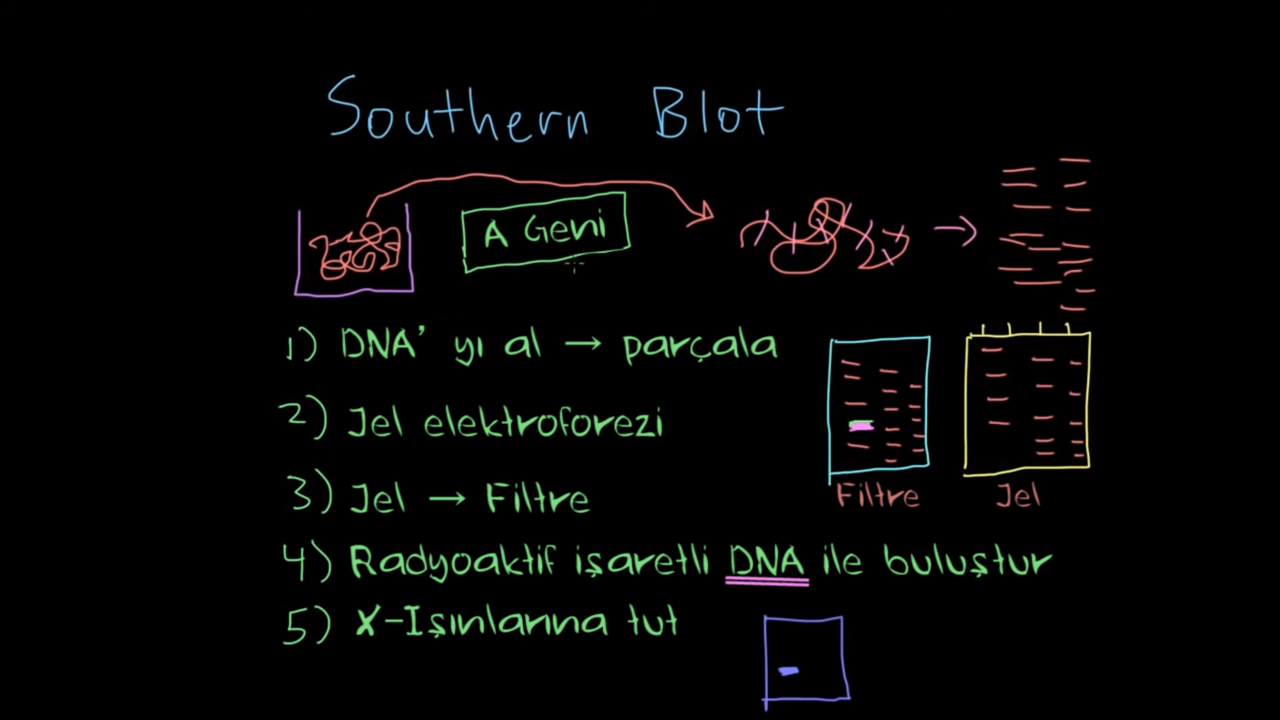 Southern Blot
A Geni
1) DNA' yı al → parçala
2) Jel elektroforezi
3) Jel → Filtre
Filtre
Jel
4) Radyoaktif işaretli DNA ile buluştur
5) X-Işınlarına tut